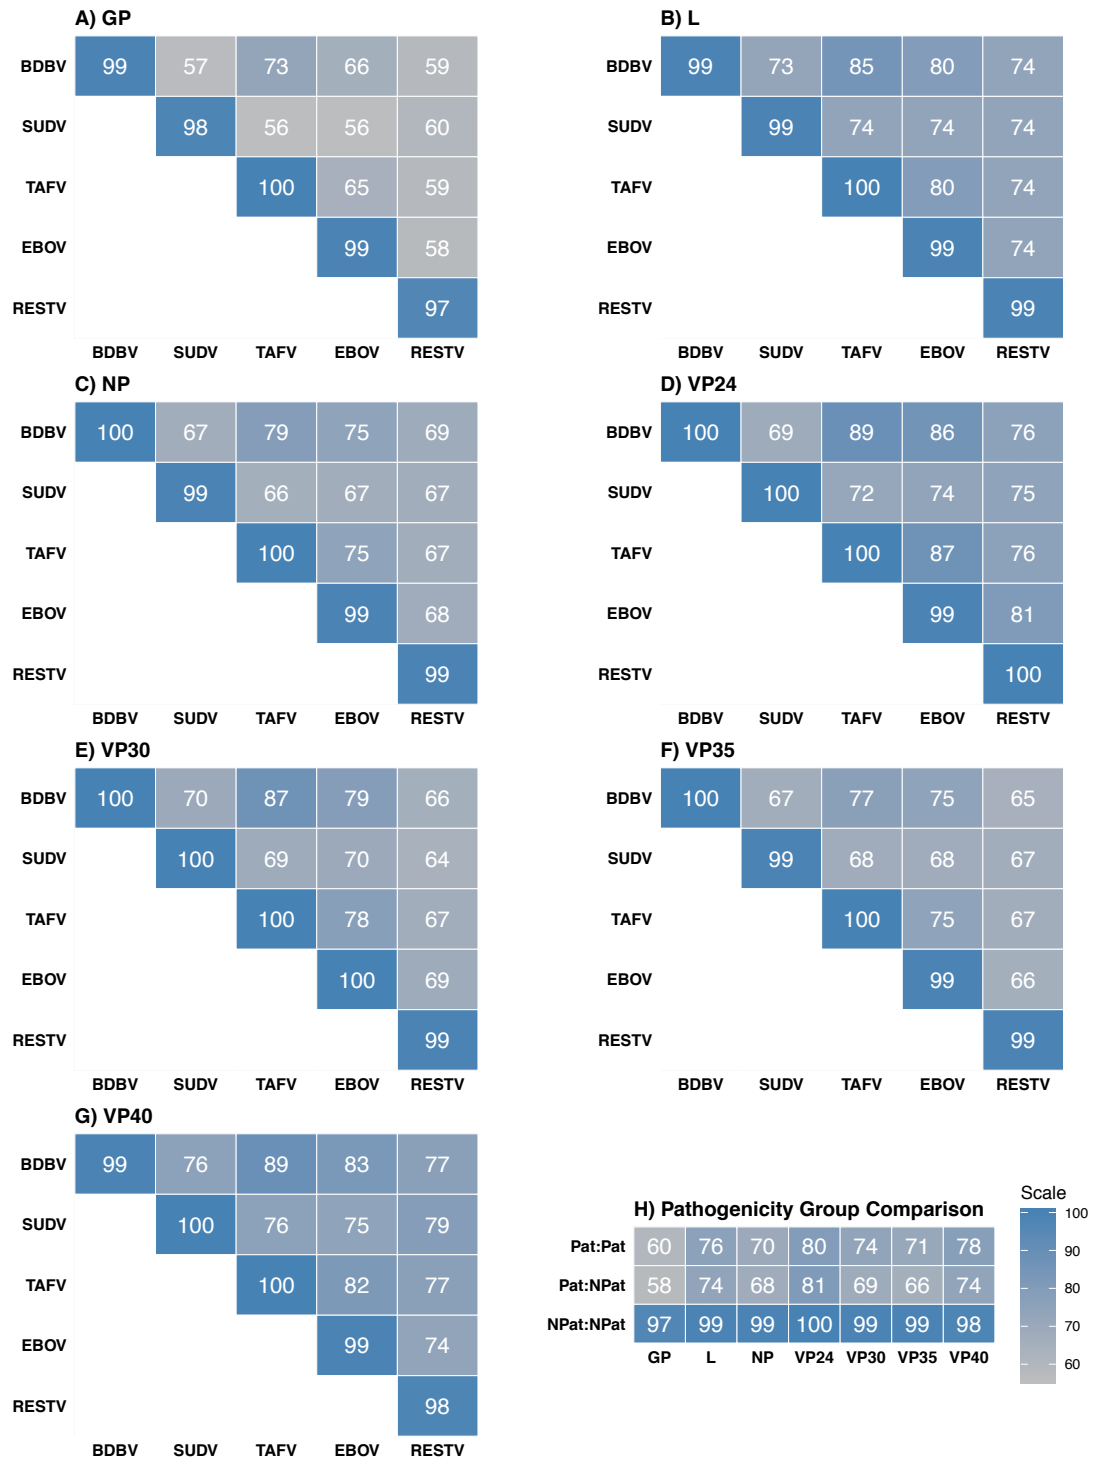 A) GP
BDBV 99 57 73 66 59
SUDV 98 56 56 60
TAFV 100 65 59
EBOV 99 58
RESTV 97
BDBV SUDV TAFV EBOV RESTV
B) L
BDBV 99 73 85 80 74
SUDV 99 74 74 74
TAFV 100 80 74
EBOV 99 74
RESTV 99
BDBV SUDV TAFV EBOV RESTV
C) NP
BDBV 100 67 79 75 69
SUDV 99 66 67 67
TAFV 100 75 67
EBOV 99 68
RESTV 99
BDBV SUDV TAFV EBOV RESTV
D) VP24
BDBV 100 69 89 86 76
SUDV 100 72 74 75
TAFV 100 87 76
EBOV 99 81
RESTV 100
BDBV SUDV TAFV EBOV RESTV
E) VP30
BDBV 100 70 87 79 66
SUDV 100 69 70 64
TAFV 100 78 67
EBOV 100 69
RESTV 99
BDBV SUDV TAFV EBOV RESTV
F) VP35
BDBV 100 67 77 75 65
SUDV 99 68 68 67
TAFV 100 75 67
EBOV 99 66
RESTV 99
BDBV SUDV TAFV EBOV RESTV
G) VP40
BDBV 99 76 89 83 77
SUDV 100 76 75 79
TAFV 100 82 77
EBOV 99 74
RESTV 98
BDBV SUDV TAFV EBOV RESTV
H) Pathogenicity Group Comparison
Pat:Pat 60 76 70 80 74 71 78
Pat:NPat 58 74 68 81 69 66 74
NPat:NPat 97 99 99 100 99 99 98
GP L NP VP24 VP30 VP35 VP40
Scale
100
90
80
70
60